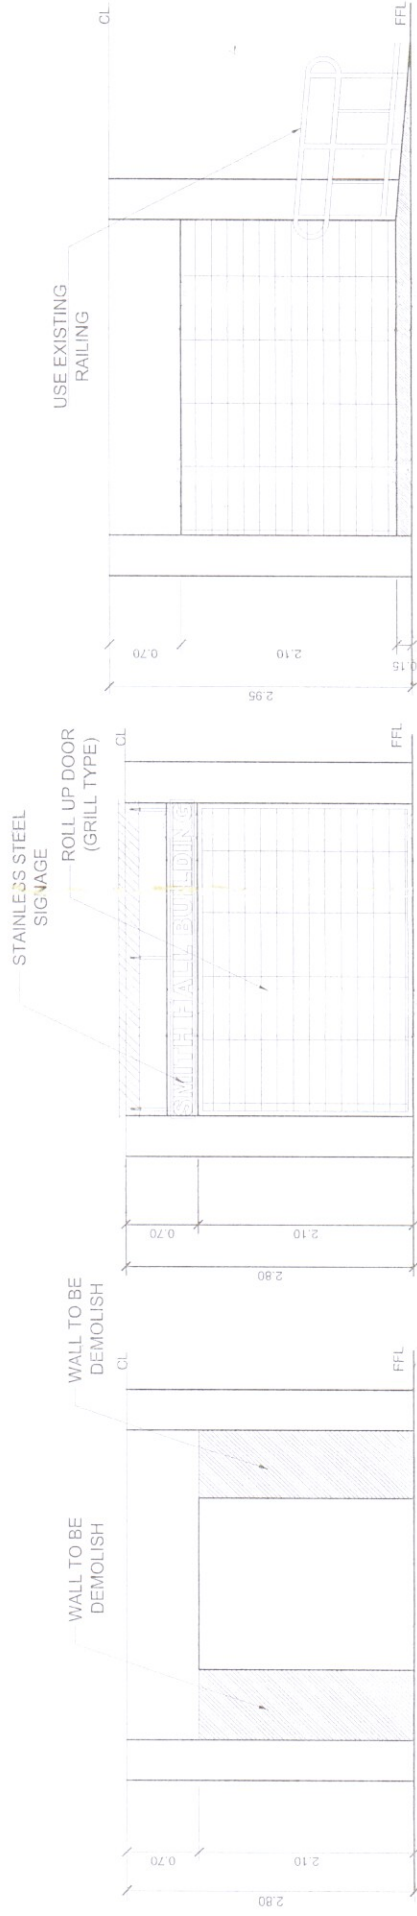 WALL TO BE
DEMOLISH
WALL TO BE
DEMOLISH
CL
FFL
0.70
2.10
2.80
STAINLESS STEEL
SIGNAGE
ROLL UP DOOR
(GRILL TYPE)
SMITH HALL BUILDING
CL
FFL
0.70
2.10
2.80
USE EXISTING
RAILING
CL
FFL
0.70
2.10
0.15
2.95